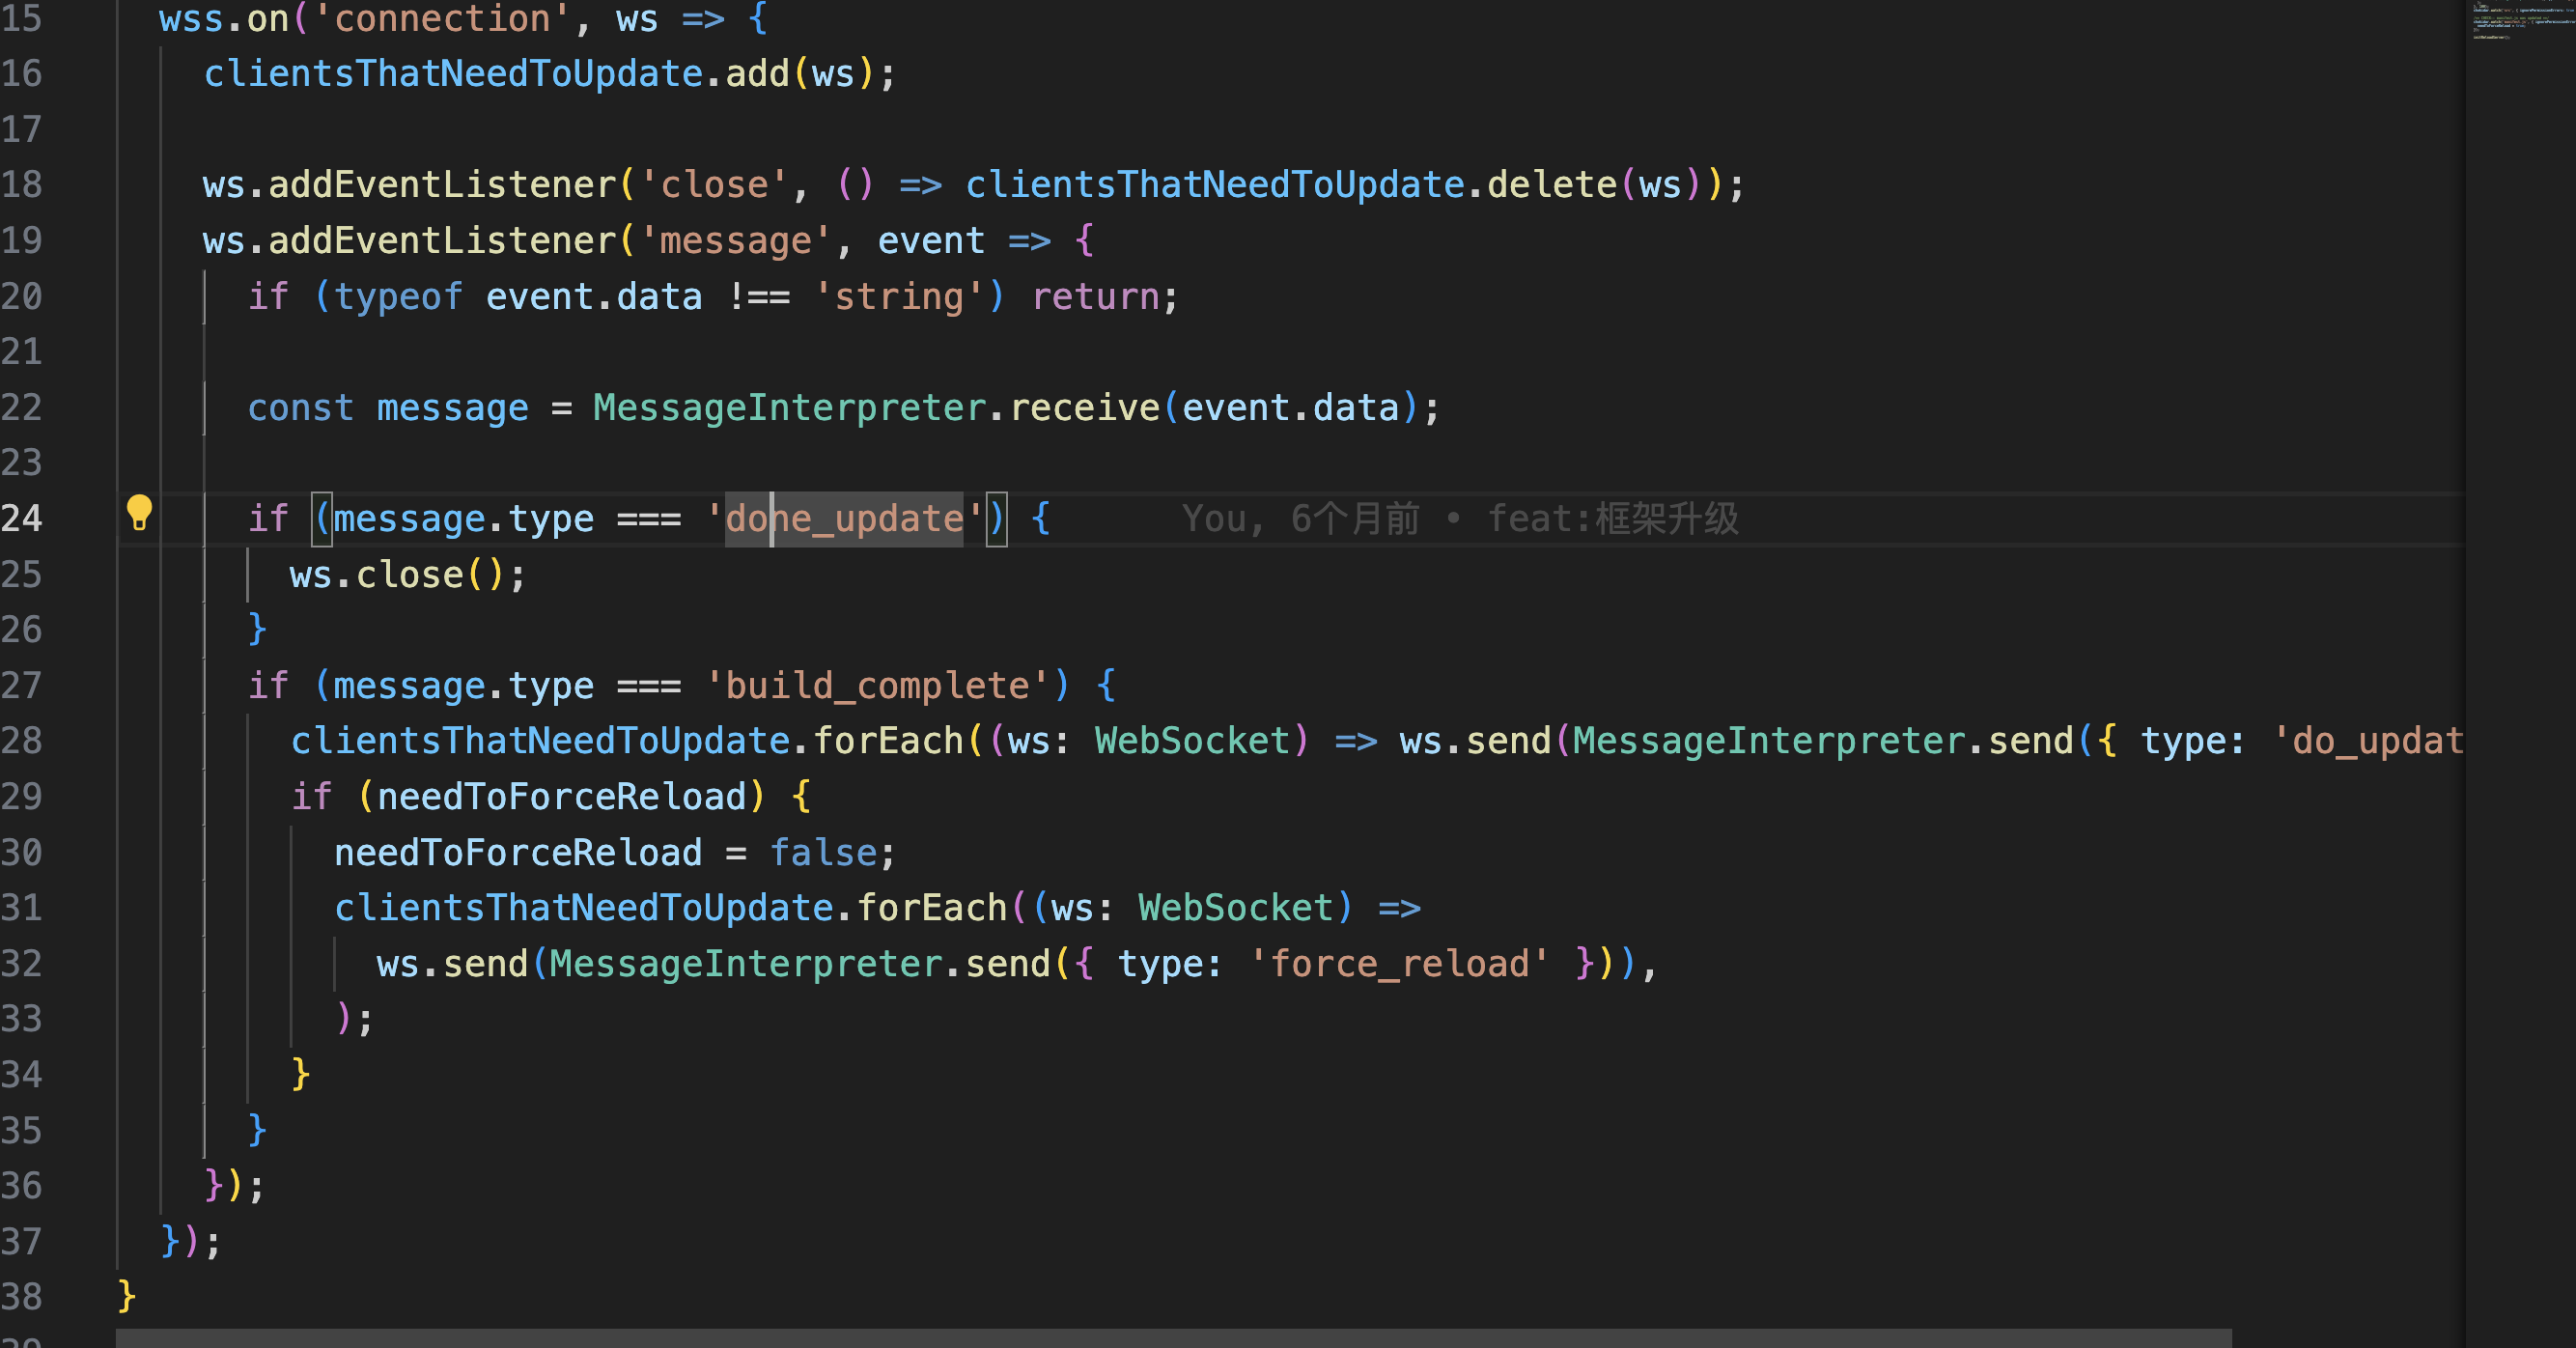 15 wss.on('connection', ws => {
16 clientsThatNeedToUpdate.add(ws);
17
18 ws.addEventListener('close', () => clientsThatNeedToUpdate.delete(ws));
19 ws.addEventListener('message', event => {
20 if (typeof event.data !== 'string') return;
21
22 const message = MessageInterpreter.receive(event.data);
23
24 if (message.type === 'done_update') { You, 6个月前 • feat:框架升级
25 ws.close();
26 }
27 if (message.type === 'build_complete') {
28 clientsThatNeedToUpdate.forEach((ws: WebSocket) => ws.send(MessageInterpreter.send({ type: 'do_updat
29 if (needToForceReload) {
30 needToForceReload = false;
31 clientsThatNeedToUpdate.forEach((ws: WebSocket) =>
32 ws.send(MessageInterpreter.send({ type: 'force_reload' })),
33 );
34 }
35 }
36 });
37 });
38 }